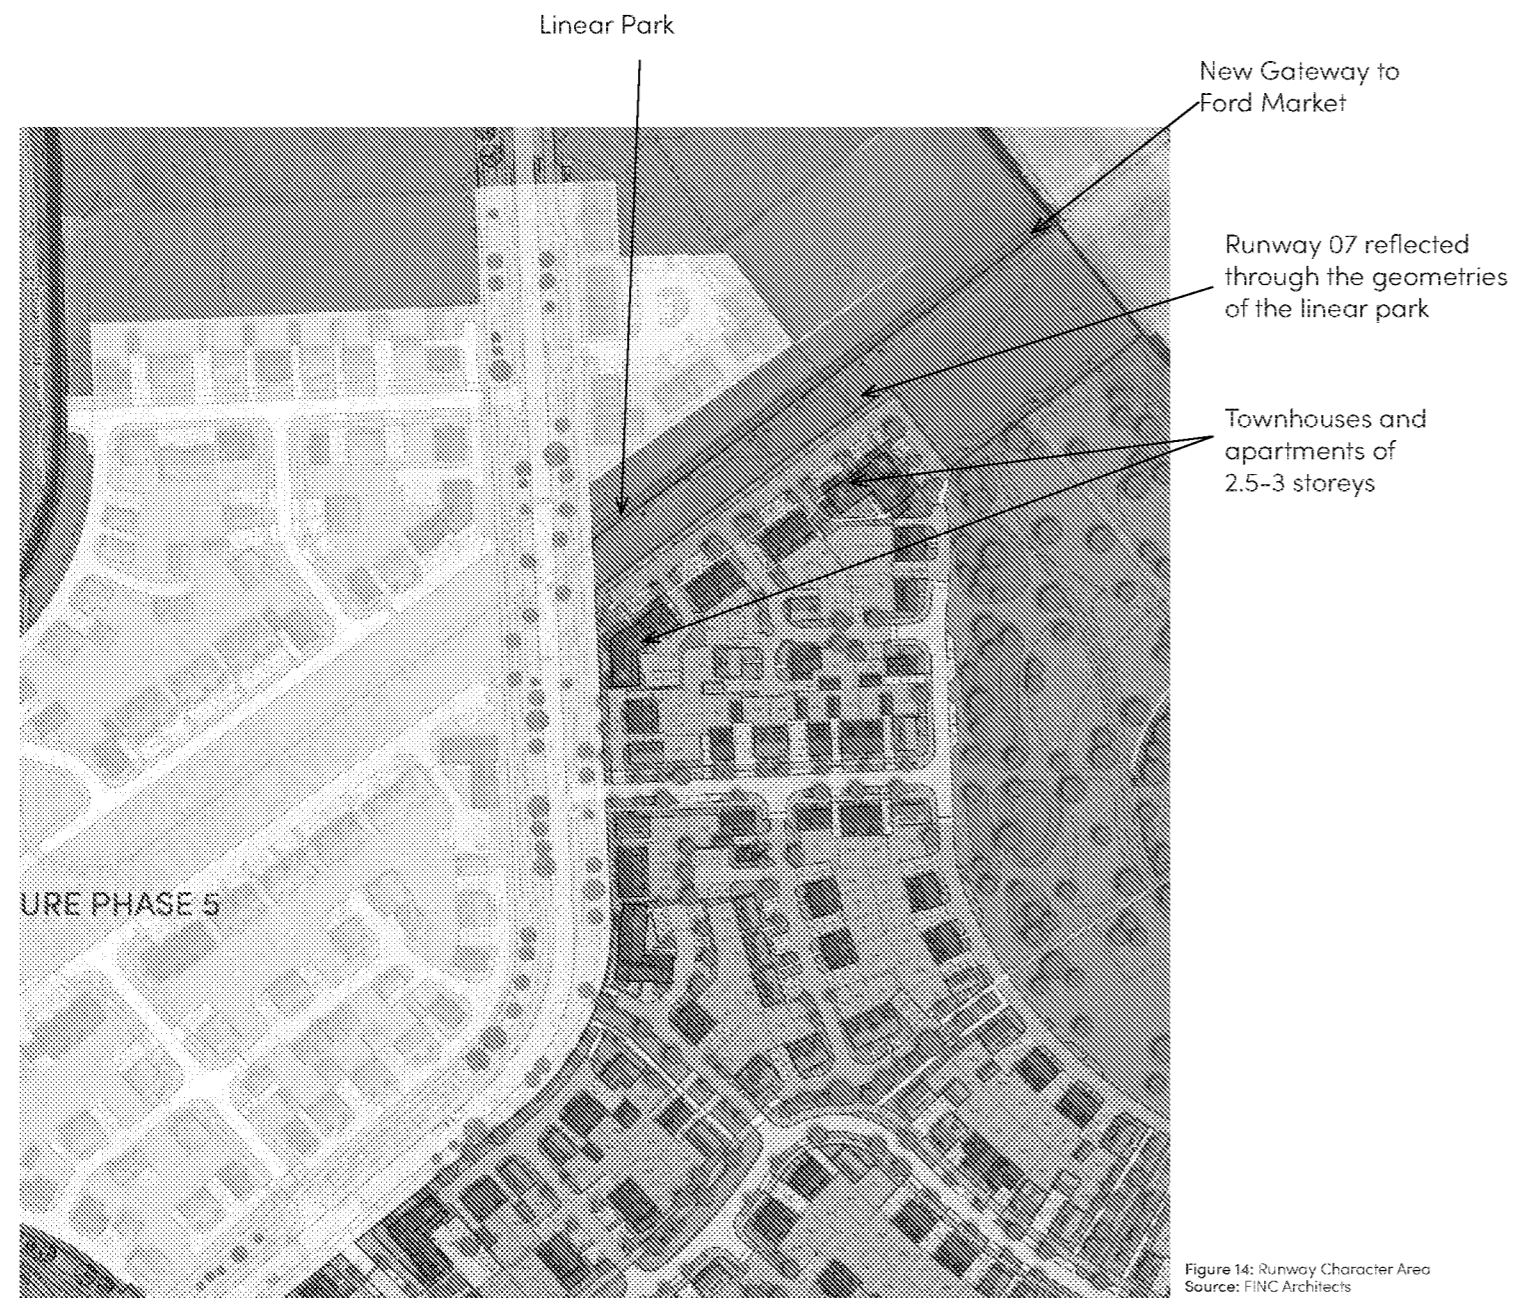 Linear Park
New Gateway to
Ford Market
Runway 07 reflected
through the geometries
of the linear park
Townhouses and
apartments of
2.5-3 storeys
URE PHASE 5
Figure 14: Runway Character Area
Source: FINC Architects